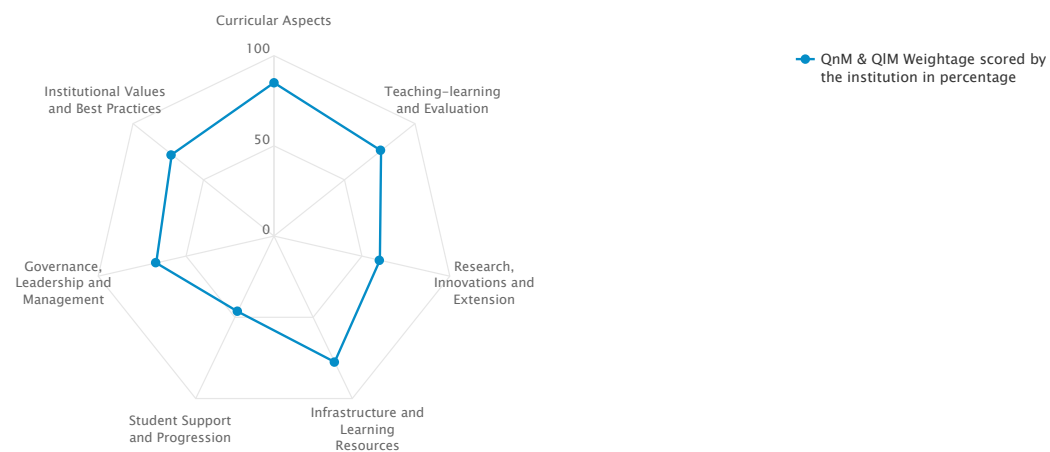 Curricular Aspects
100
QnM & QlM Weightage scored by
the institution in percentage
Institutional Values
and Best Practices
Teaching-learning
and Evaluation
50
0
Governance,
Leadership and
Management
Research,
Innovations and
Extension
Student Support
and Progression
Infrastructure and
Learning
Resources